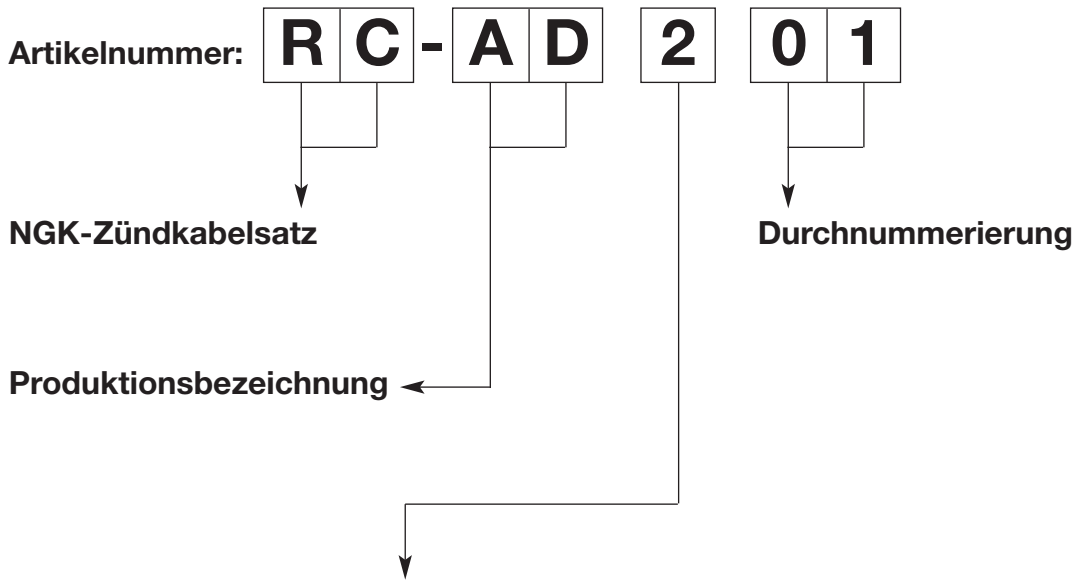 Artikelnummer: RC-AD 2 01
NGK-Zündkabelsatz Durchnummerierung
Produktionsbezeichnung